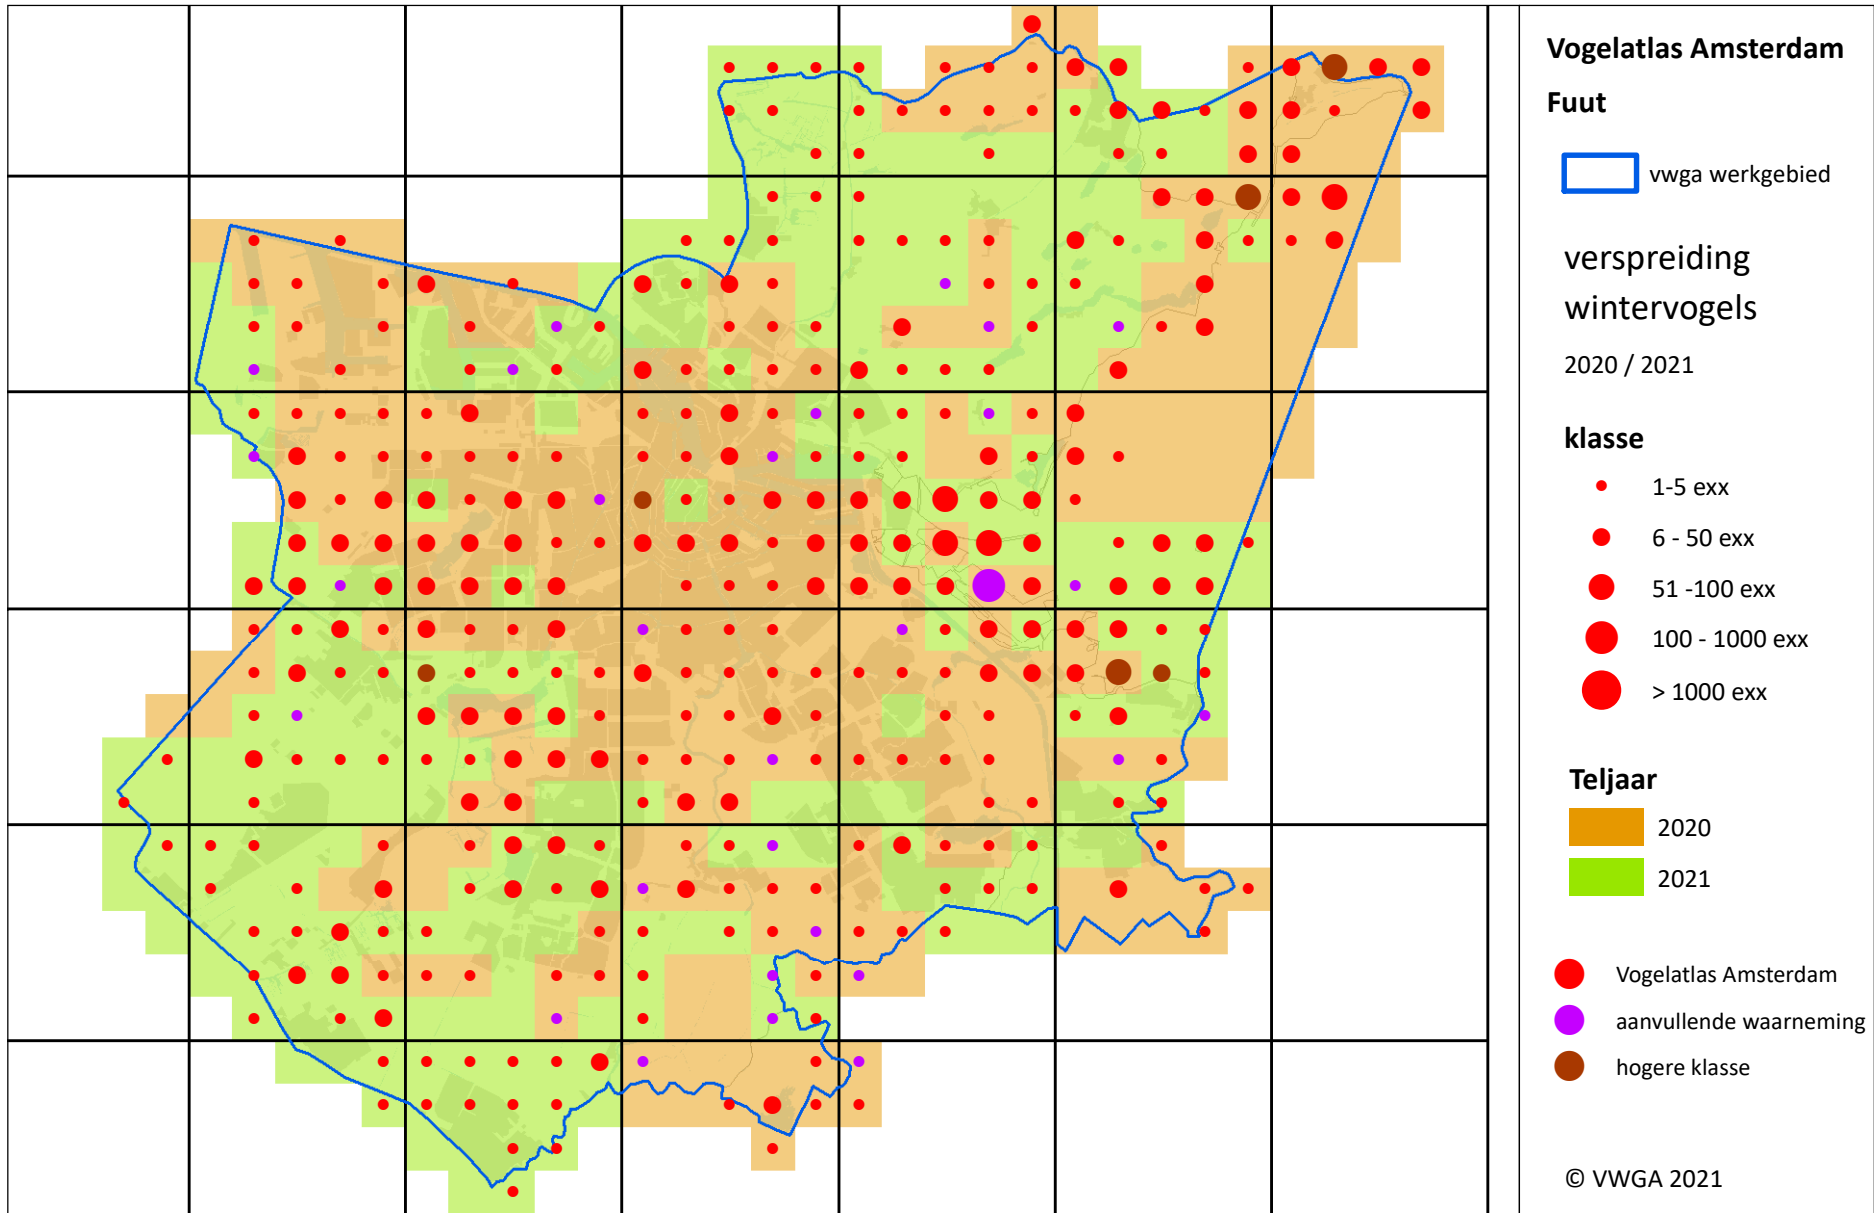 Vogelatlas Amsterdam
Fuut
vwga werkgebied
verspreiding
wintervogels
2020 / 2021
klasse
1-5 exx
6 - 50 exx
51 -100 exx
100 - 1000 exx
> 1000 exx
Teljaar
2020
2021
Vogelatlas Amsterdam
aanvullende waarneming
hogere klasse
© VWGA 2021